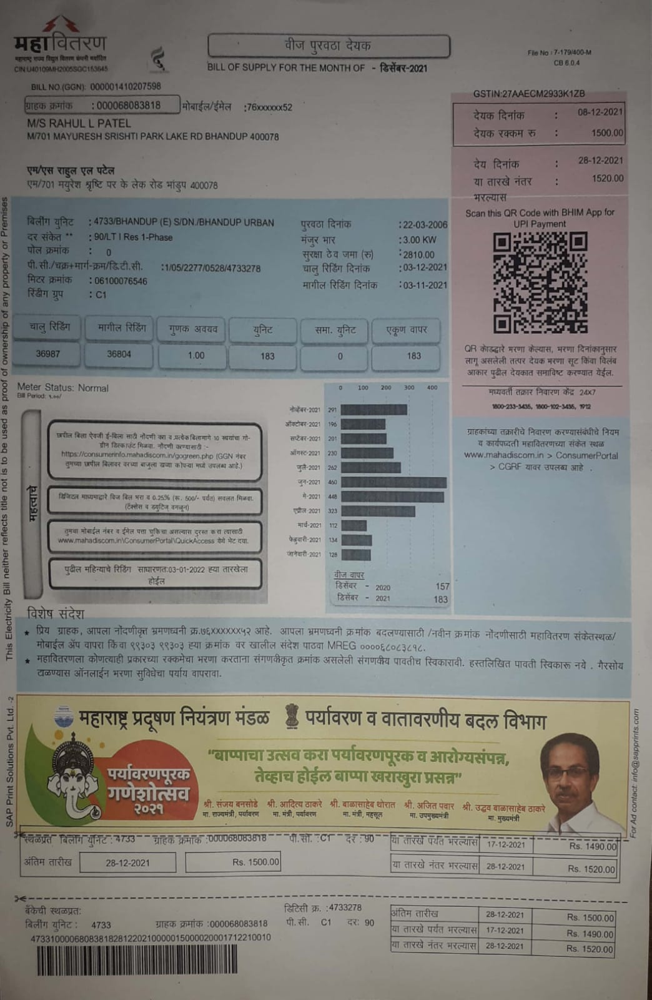 महावितरण
महाराष्ट्र राज्य विद्युत वितरण कंपनी मर्यादित
CIN:U40109MH2005SGC153645
वीज पुरवठा देयक
BILL OF SUPPLY FOR THE MONTH OF - डिसेंबर-2021
File No : 7-179/400-M
CB 6.0.4
BILL NO.(GGN): 000001410207598
ग्राहक क्रमांक :000068083818 मोबाईल/ईमेल :76xxxxxx52
M/S RAHUL L PATEL
M/701 MAYURESH SRISHTI PARK LAKE RD BHANDUP 400078
एम/एस राहुल एल पटेल
एम/701 मयुरेश श्रृष्टि पर के लेक रोड भांडुप 400078
GSTIN:27AAECM2933K1ZB
देयक दिनांक : 08-12-2021
देयक रक्कम रु : 1500.00
देय दिनांक : 28-12-2021
या तारखे नंतर : 1520.00
भरल्यास
Scan this QR Code with BHIM App for
UPI Payment
QR कोडद्वारे भरणा केल्यास, भरणा दिनांकानुसार
लागू असलेली तत्पर देयक भरणा सूट किंवा विलंब
आकार पुढील देयकात समाविष्ट करण्यात येईल.
मध्यवर्ती तक्रार निवारण केंद्र 24x7
1800-233-3435, 1800-102-3435, 1912
ग्राहकांच्या तक्रारीचे निवारण करण्यासंबंधीचे नियम
व कार्यपध्दती महावितरणच्या संकेत स्थळ
www.mahadiscom.in > ConsumerPortal
> CGRF यावर उपलब्ध आहे .
बिलींग युनिट : 4733/BHANDUP (E) S/DN./BHANDUP URBAN
दर संकेत ** : 90/LT I Res 1-Phase
पोल क्रमांक : 0
पी.सी./चक्र+मार्ग-क्रम/डि.टी.सी. :1/05/2277/0528/4733278
मिटर क्रमांक : 06100076546
रिडींग ग्रुप : C1
पुरवठा दिनांक :22-03-2006
मंजुर भार :3.00 KW
सुरक्षा ठेव जमा (रु) :2810.00
चालु रिडिंग दिनांक :03-12-2021
मागील रिडिंग दिनांक :03-11-2021
चालु रिडिंग मागील रिडिंग गुणक अवयव युनिट समा. युनिट एकूण वापर
36987 36804 1.00 183 0 183
Meter Status: Normal
Bill Period: १.००/
महत्वाचे
छापील बिला ऐवजी ई-बिला साठी नोंदणी करा व प्रत्येकबिलामागे 10 रूपयांचा गो-
ग्रीन डिस्काउंट मिळवा. नोंदणी करण्यासाठी :-
https://consumerinfo.mahadiscom.in/gogreen.php (GGN नंबर
तुमच्या छापील बिलावर वरच्या बाजुला डाव्या कोपऱ्या मध्ये उपलब्ध आहे.)
डिजिटल माध्यमाद्वारे विज बिल भरा व 0.25% (रू. 500/- पर्यंत) सवलत मिळवा.
(टॅक्सेस व ड्युटिज वगळून)
तुमचा मोबाईल नंबर व ईमेल पत्ता चुकिचा असल्यास दुरस्त करा त्यासाठी
www.mahadiscom.in\ConsumerPortal\QuickAccess येथे भेट दया.
पुढील महिन्याचे रिडिंग साधारणत:03-01-2022 ह्या तारखेला
होईल
0 100 200 300 400
नोव्हेंबर-2021 291
ऑक्टोबर-2021 196
सप्टेंबर-2021 201
ऑगस्ट-2021 230
जुलै-2021 262
जुन-2021 460
मे-2021 448
एप्रील-2021 323
मार्च-2021 112
फेब्रुवारी-2021 134
जानेवारी-2021 128
वीज वापर
डिसेंबर - 2020 157
डिसेंबर - 2021 183
विशेष संदेश
★ प्रिय ग्राहक, आपला नोंदणीकृत भ्रमणध्वनी क्र.७६xxxxxx५२ आहे. आपला भ्रमणध्वनी क्रमांक बदलण्यासाठी /नवीन क्रमांक नोंदणीसाठी महावितरण संकेतस्थळ/
मोबाईल ॲप वापरा किंवा ९९३०३ ९९३०३ ह्या क्रमांक वर खालील संदेश पाठवा MREG ००००६८०८३८१८.
★ महावितरणला कोणत्याही प्रकारच्या रक्कमेचा भरणा करताना संगणकीकृत क्रमांक असलेली संगणकीय पावतीच स्विकारावी. हस्तलिखित पावती स्विकारू नये . गैरसोय
टाळण्यास ऑनलाईन भरणा सुविधेचा पर्याय वापरावा.
This Electricity Bill neither reflects title not is to be used as proof of ownership of any property or Premises
SAP Print Solutions Pvt. Ltd. -2
महाराष्ट्र प्रदूषण नियंत्रण मंडळ पर्यावरण व वातावरणीय बदल विभाग
पर्यावरणपूरक
गणेशोत्सव
२०२१
"बाप्पाचा उत्सव करा पर्यावरणपूरक व आरोग्यसंपन्न,
तेव्हाच होईल बाप्पा खराखुरा प्रसन्न"
श्री. संजय बनसोडे श्री. आदित्य ठाकरे श्री. बाळासाहेब थोरात श्री. अजित पवार श्री. उद्धव बाळासाहेब ठाकरे
मा. राज्यमंत्री, पर्यावरण मा. मंत्री, पर्यावरण मा. मंत्री, महसूल मा. उपमुख्यमंत्री मा. मुख्यमंत्री
For Ad contact: info@sapprints.com
स्थळप्रत बिलींग युनिट : 4733 ग्राहक क्रमांक :000068083818 पी.सी. :C1 दर : 90 या तारखे पर्यंत भरल्यास 17-12-2021 Rs. 1490.00
अंतिम तारीख 28-12-2021 Rs. 1500.00 या तारखे नंतर भरल्यास 28-12-2021 Rs. 1520.00
बँकेची स्थळप्रत: डिटिसी क्र. :4733278 अंतिम तारीख 28-12-2021 Rs. 1500.00
बिलींग युनिट : 4733 ग्राहक क्रमांक :000068083818 पी.सी. C1 दर: 90 या तारखे पर्यंत भरल्यास 17-12-2021 Rs. 1490.00
4733100006808381828122021000001500002000171221​0010 या तारखे नंतर भरल्यास 28-12-2021 Rs. 1520.00